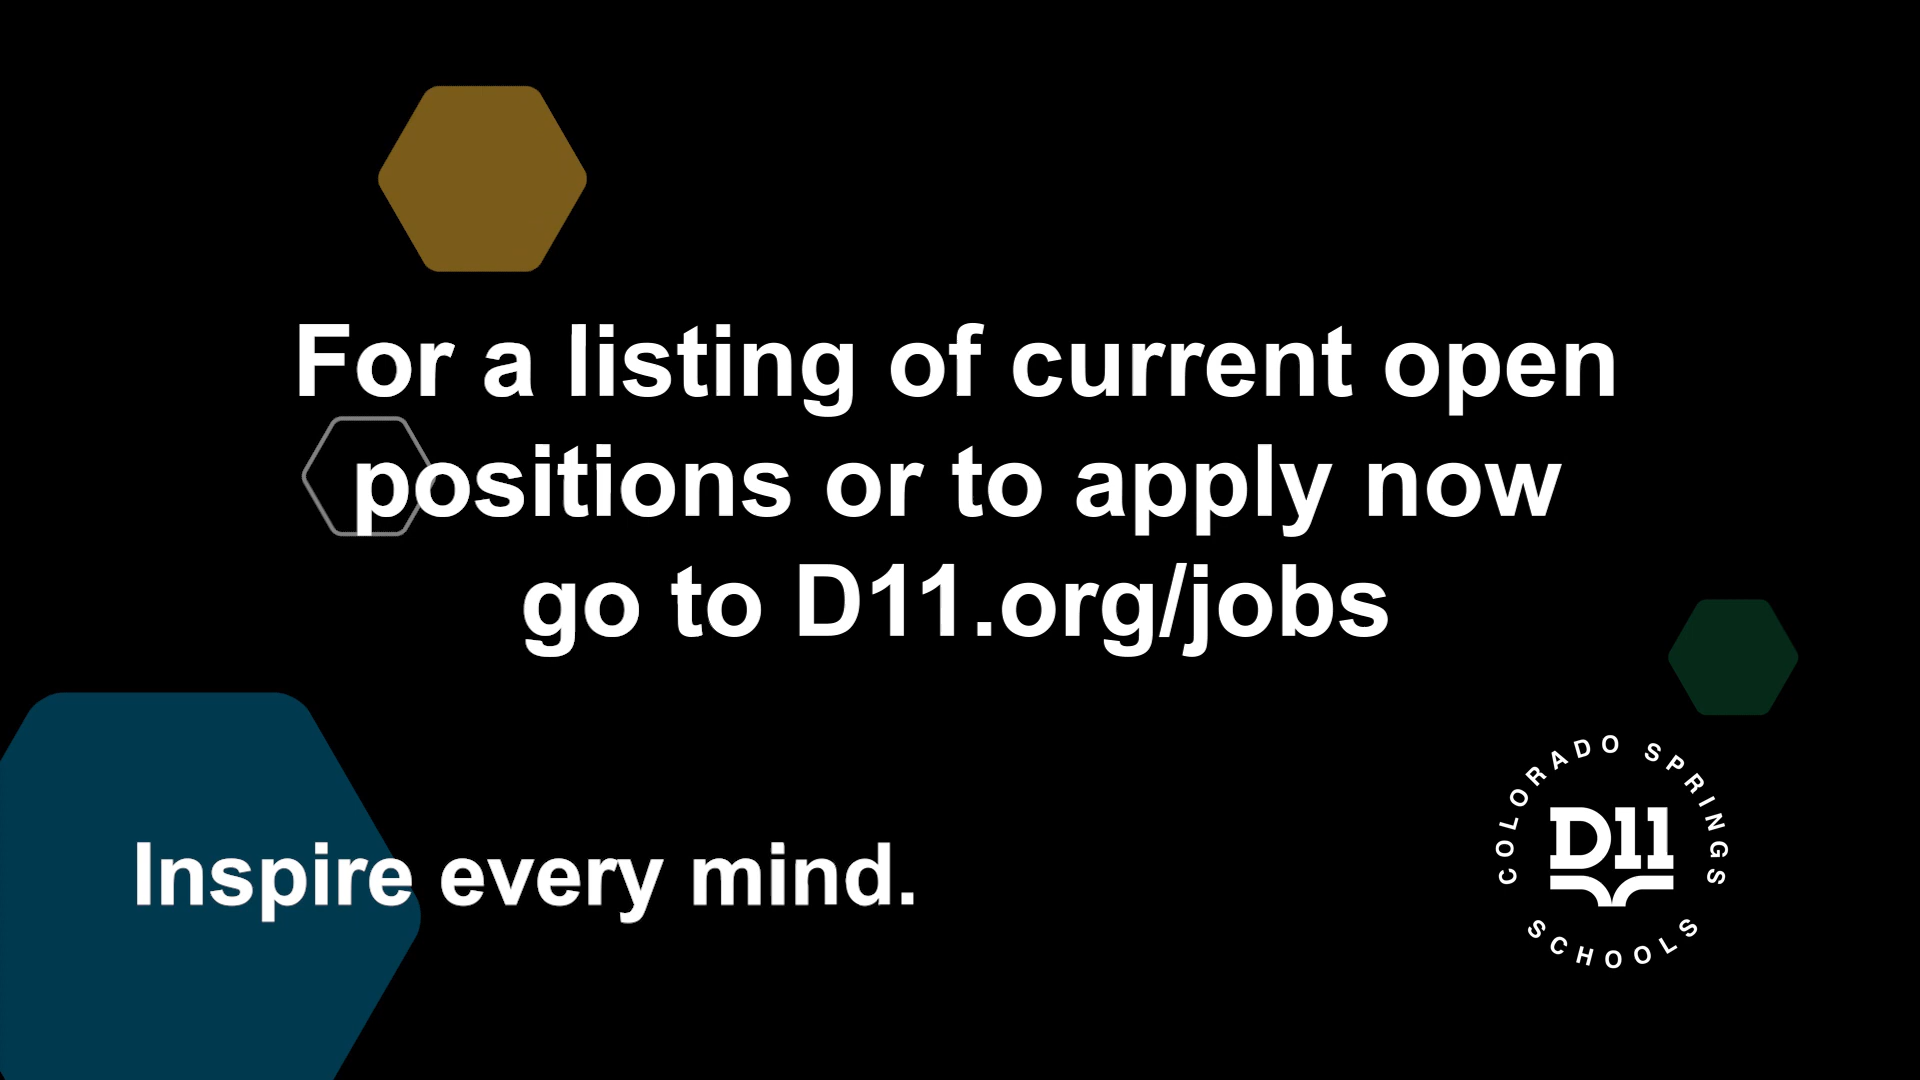 For a listing of current open
positions or to apply now
go to D11.org/jobs
Inspire every mind.
COLORADO SPRINGS
D11
SCHOOLS